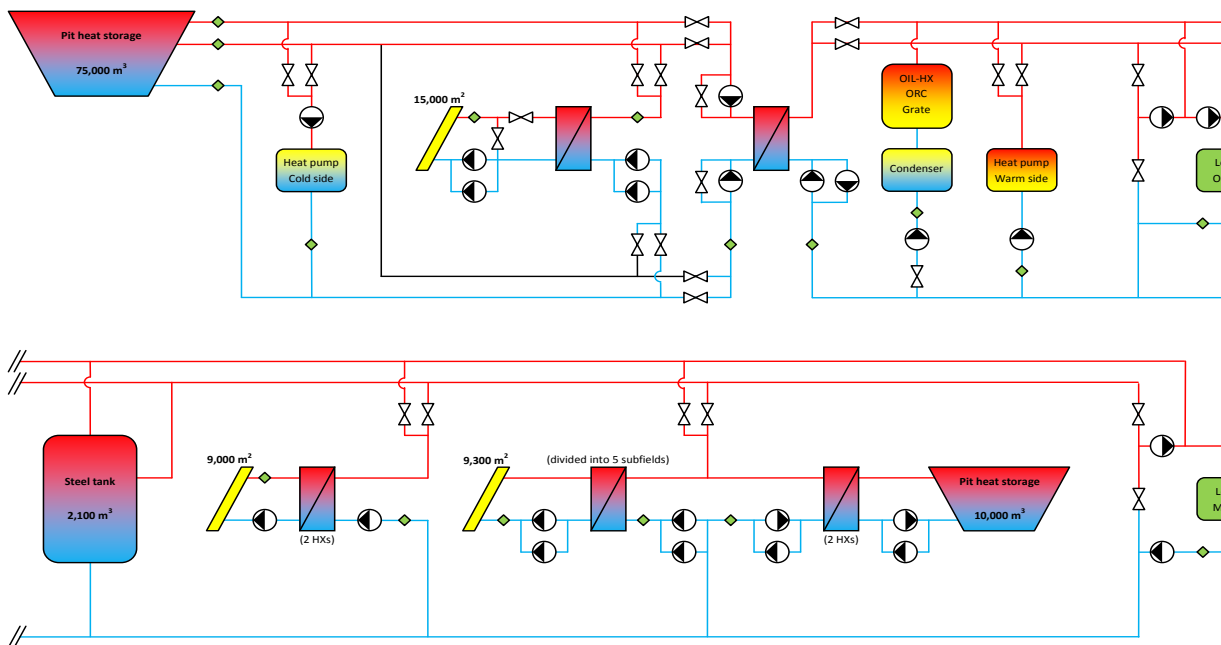 Pit heat storage
75,000 m³
Heat pump
Cold side
15,000 m²
OIL-HX
ORC
Grate
Condenser
Heat pump
Warm side
Steel tank
2,100 m³
9,000 m²
(2 HXs)
9,300 m²
(divided into 5 subfields)
(2 HXs)
Pit heat storage
10,000 m³